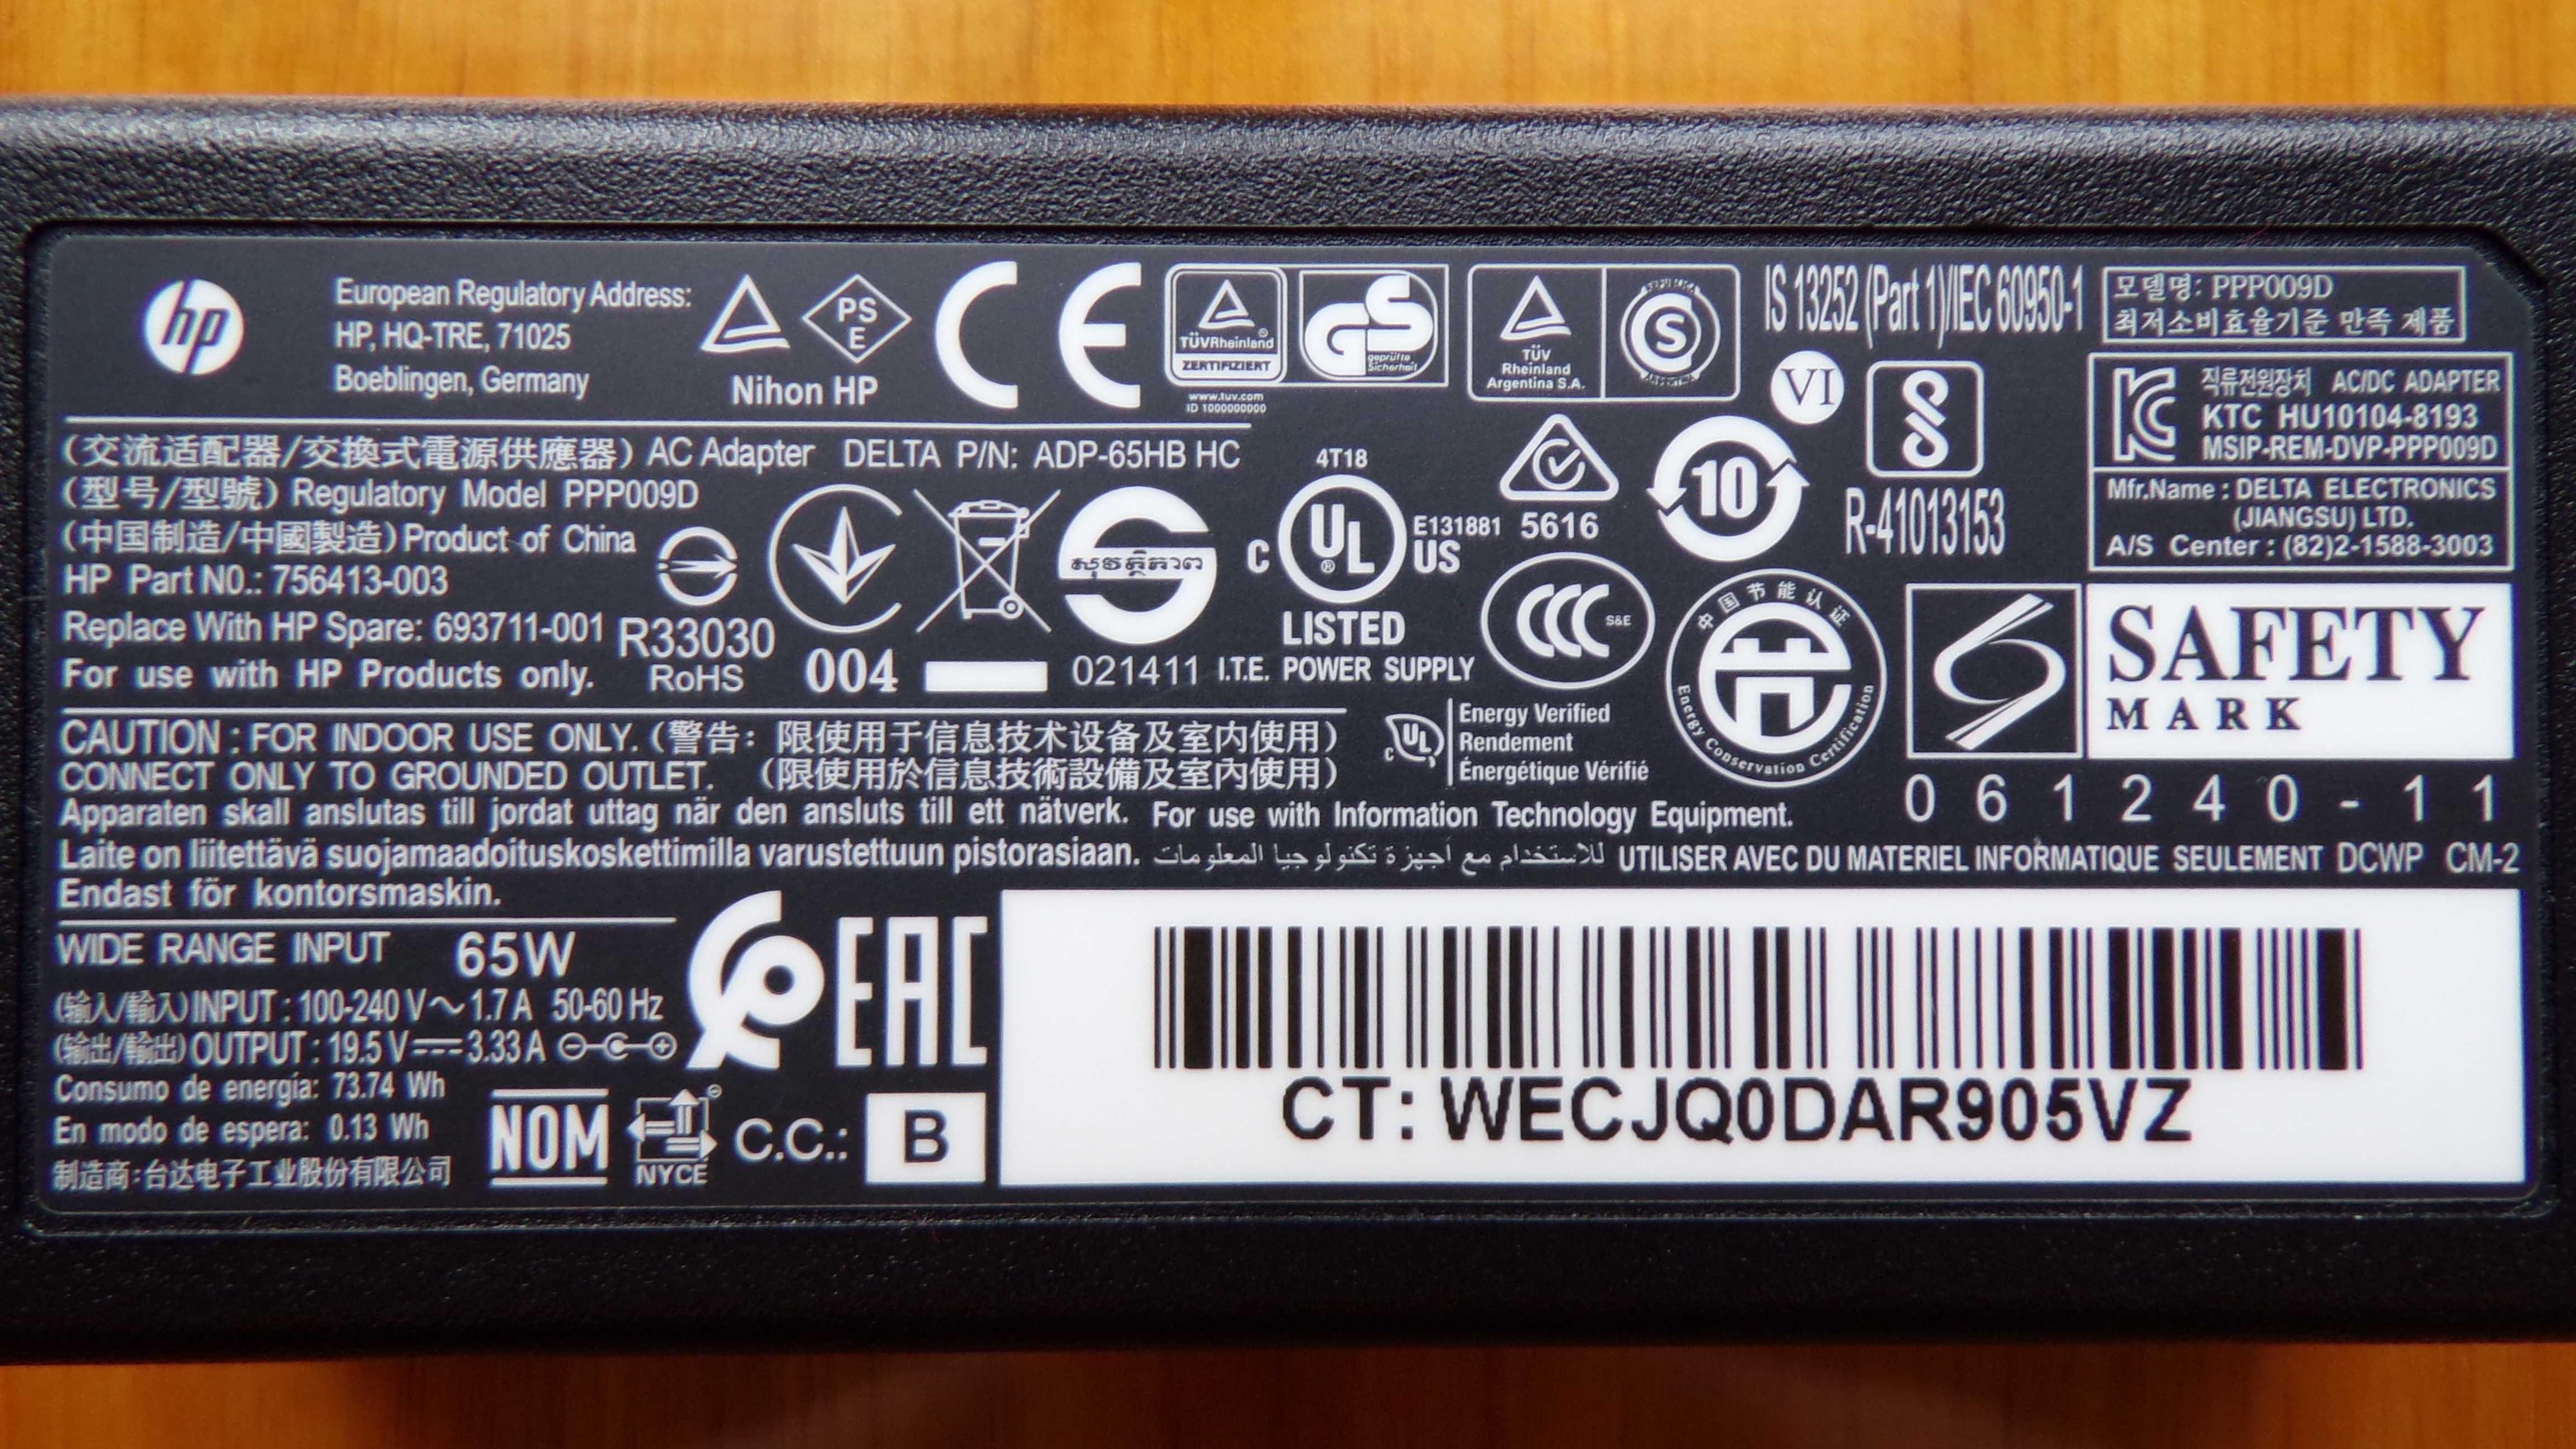 hp
European Regulatory Address:
HP, HQ-TRE, 71025
Boeblingen, Germany
PS
E
Nihon HP
CE
TÜVRheinland
ZERTIFIZIERT
www.tuv.com
ID 1000000000
GS
geprüfte
Sicherheit
TÜV
Rheinland
Argentina S.A.
S
ARGENTINA
IS 13252 (Part 1)/IEC 60950-1
VI
모델명: PPP009D
최저소비효율기준 만족 제품
직류전원장치 AC/DC ADAPTER
KTC HU10104-8193
MSIP-REM-DVP-PPP009D
Mfr.Name : DELTA ELECTRONICS
(JIANGSU) LTD.
A/S Center : (82)2-1588-3003
(交流适配器/交換式電源供應器) AC Adapter DELTA P/N: ADP-65HB HC
(型号/型號) Regulatory Model PPP009D
(中国制造/中國製造) Product of China
HP Part N0.: 756413-003
Replace With HP Spare: 693711-001
For use with HP Products only.
R33030
RoHS
004
សុវត្ថិភាព
021411
4T18
C UL ® US
E131881
LISTED
I.T.E. POWER SUPPLY
5616
10
R-41013153
CCC S&E
中国节能认证
Energy Conservation Certification
SAFETY
MARK
061240-11
C UL
Energy Verified
Rendement
Énergétique Vérifié
CAUTION : FOR INDOOR USE ONLY. (警告：限使用于信息技术设备及室内使用)
CONNECT ONLY TO GROUNDED OUTLET. (限使用於信息技術設備及室內使用)
Apparaten skall anslutas till jordat uttag när den ansluts till ett nätverk. For use with Information Technology Equipment.
Laite on liitettävä suojamaadoituskoskettimilla varustettuun pistorasiaan. للاستخدام مع أجهزة تكنولوجيا المعلومات UTILISER AVEC DU MATERIEL INFORMATIQUE SEULEMENT DCWP CM-2
Endast för kontorsmaskin.
WIDE RANGE INPUT 65W
(输入/輸入) INPUT : 100-240 V~ 1.7 A 50-60 Hz
(输出/輸出) OUTPUT : 19.5 V⎓ 3.33 A
Consumo de energía: 73.74 Wh
En modo de espera: 0.13 Wh
制造商:台达电子工业股份有限公司
EAC
NOM
NYCE
C.C.: B
CT: WECJQ0DAR905VZ